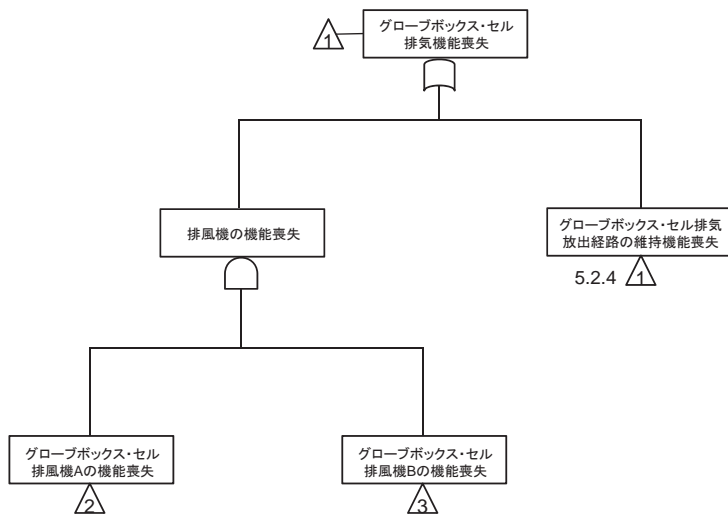 グローブボックス・セル
排気機能喪失
1
排風機の機能喪失
グローブボックス・セル排気
放出経路の維持機能喪失
5.2.4 1
グローブボックス・セル
排風機Aの機能喪失
2
グローブボックス・セル
排風機Bの機能喪失
3